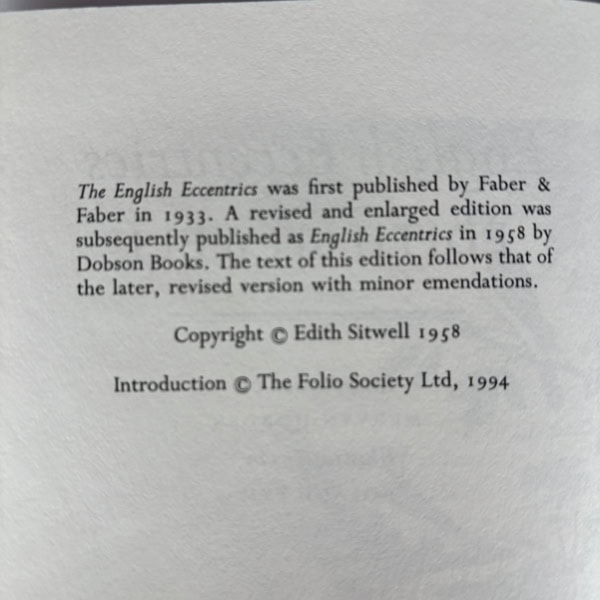 The English Eccentrics was first published by Faber &
Faber in 1933. A revised and enlarged edition was
subsequently published as English Eccentrics in 1958 by
Dobson Books. The text of this edition follows that of
the later, revised version with minor emendations.
Copyright © Edith Sitwell 1958
Introduction © The Folio Society Ltd, 1994